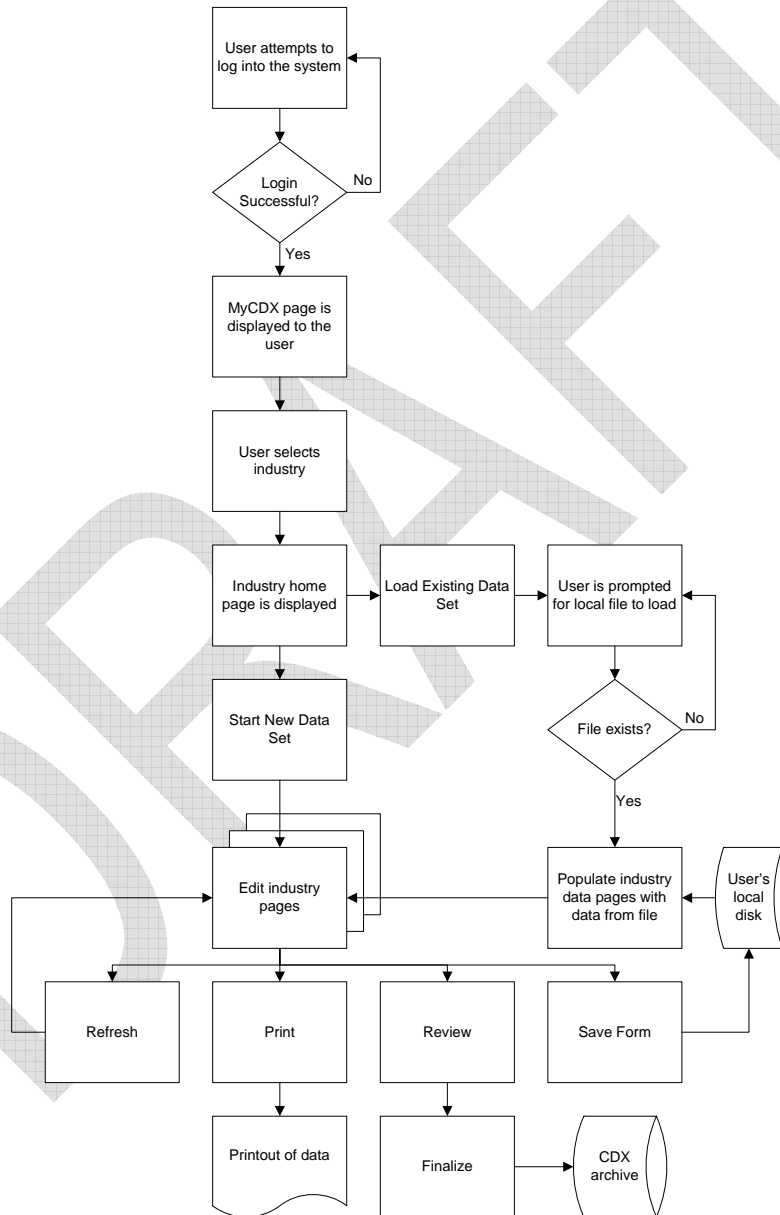 User attempts to
log into the system
Login
Successful?
No
Yes
MyCDX page is
displayed to the
user
User selects
industry
Industry home
page is displayed
Load Existing Data
Set
User is prompted
for local file to load
Start New Data
Set
File exists?
No
Yes
Edit industry
pages
Populate industry
data pages with
data from file
User's
local
disk
Refresh
Print
Review
Save Form
Printout of data
Finalize
CDX
archive
DRAFT